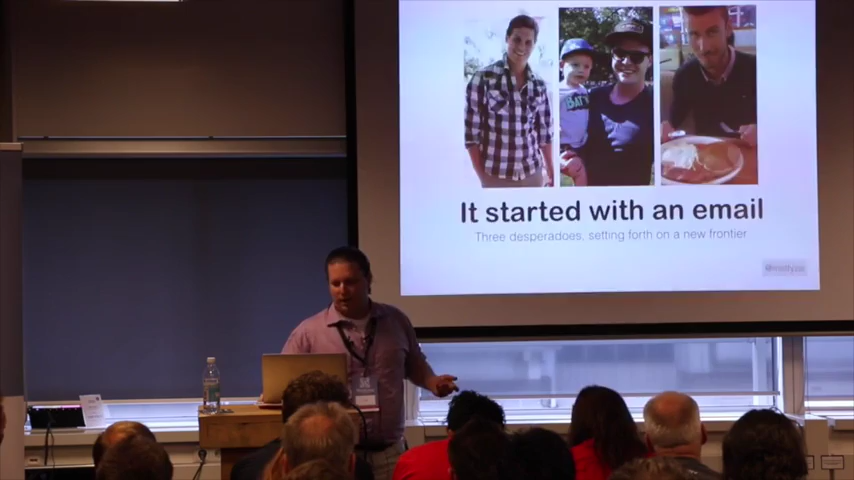 It started with an email
Three desperadoes, setting forth on a new frontier